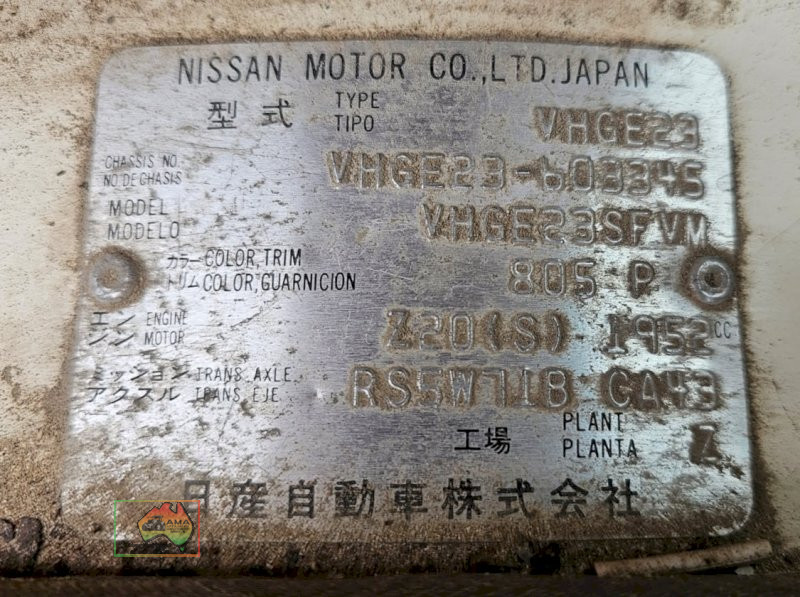 NISSAN MOTOR CO.,LTD.JAPAN
型式 TYPE TIPO VHGE23
CHASSIS NO. NO.DE CHASIS VHGE23-603345
MODEL MODELO VHGE23SFVM
カラー COLOR,TRIM トリム COLOR,GUARNICION 805 P
エンジン ENGINE MOTOR Z20(S) 1952CC
ミッション TRANS. AXLE アクスル TRANS. EJE RS5W71B CA43
工場 PLANT PLANTA Z
日産自動車株式会社
AMA